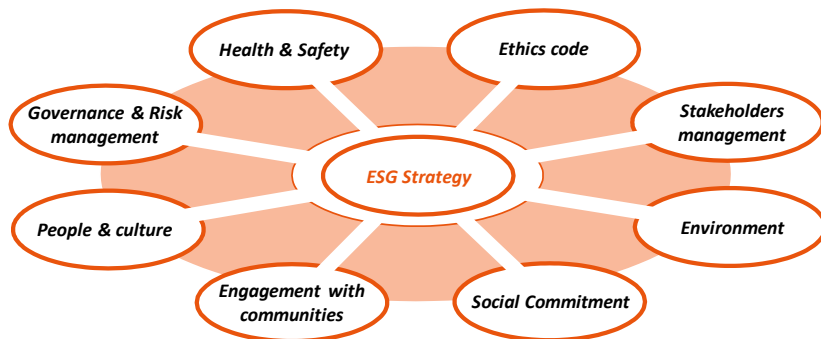 Health & Safety
Ethics code
Governance & Risk
management
Stakeholders
management
ESG Strategy
People & culture
Environment
Engagement with
communities
Social Commitment